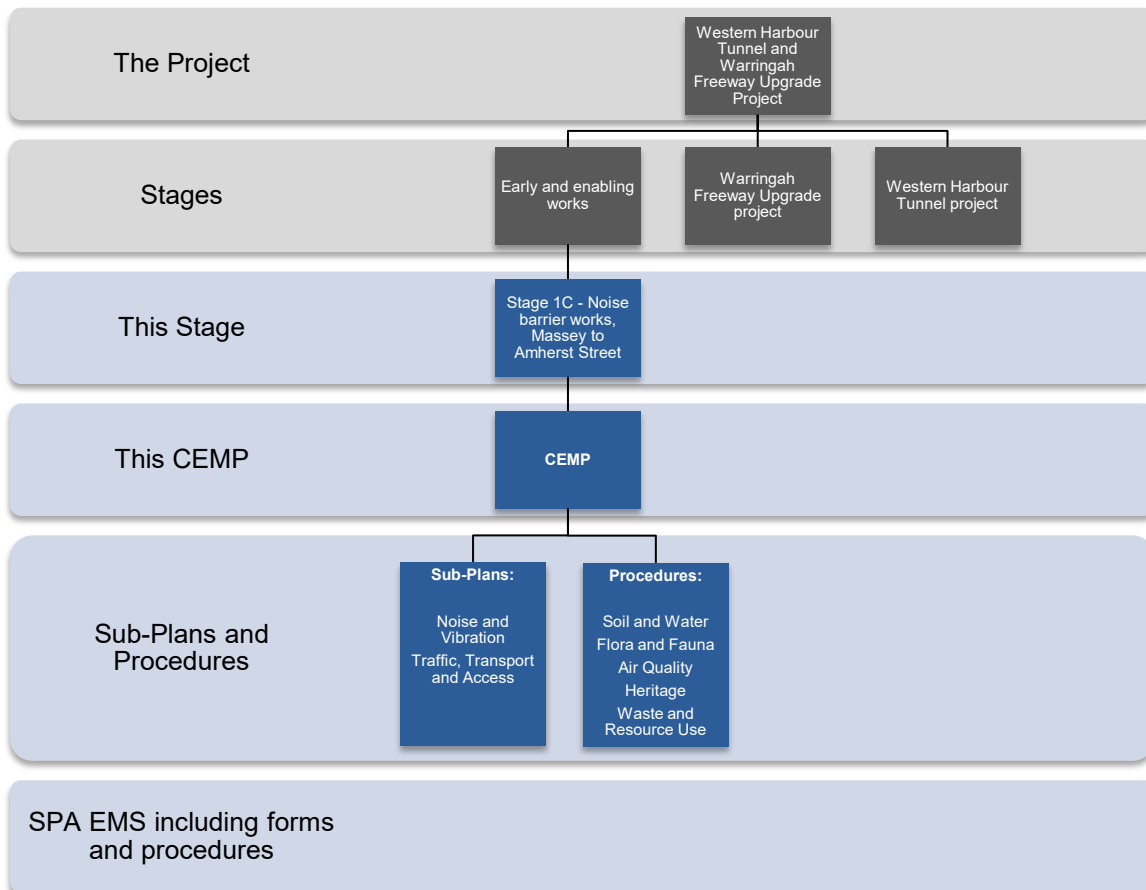 The Project
Western Harbour
Tunnel and
Warringah
Freeway Upgrade
Project
Stages
Early and enabling
works
Warringah
Freeway Upgrade
project
Western Harbour
Tunnel project
This Stage
Stage 1C - Noise
barrier works,
Massey to
Amherst Street
This CEMP
CEMP
Sub-Plans and
Procedures
Sub-Plans:
Noise and
Vibration
Traffic, Transport
and Access
Procedures:
Soil and Water
Flora and Fauna
Air Quality
Heritage
Waste and
Resource Use
SPA EMS including forms
and procedures